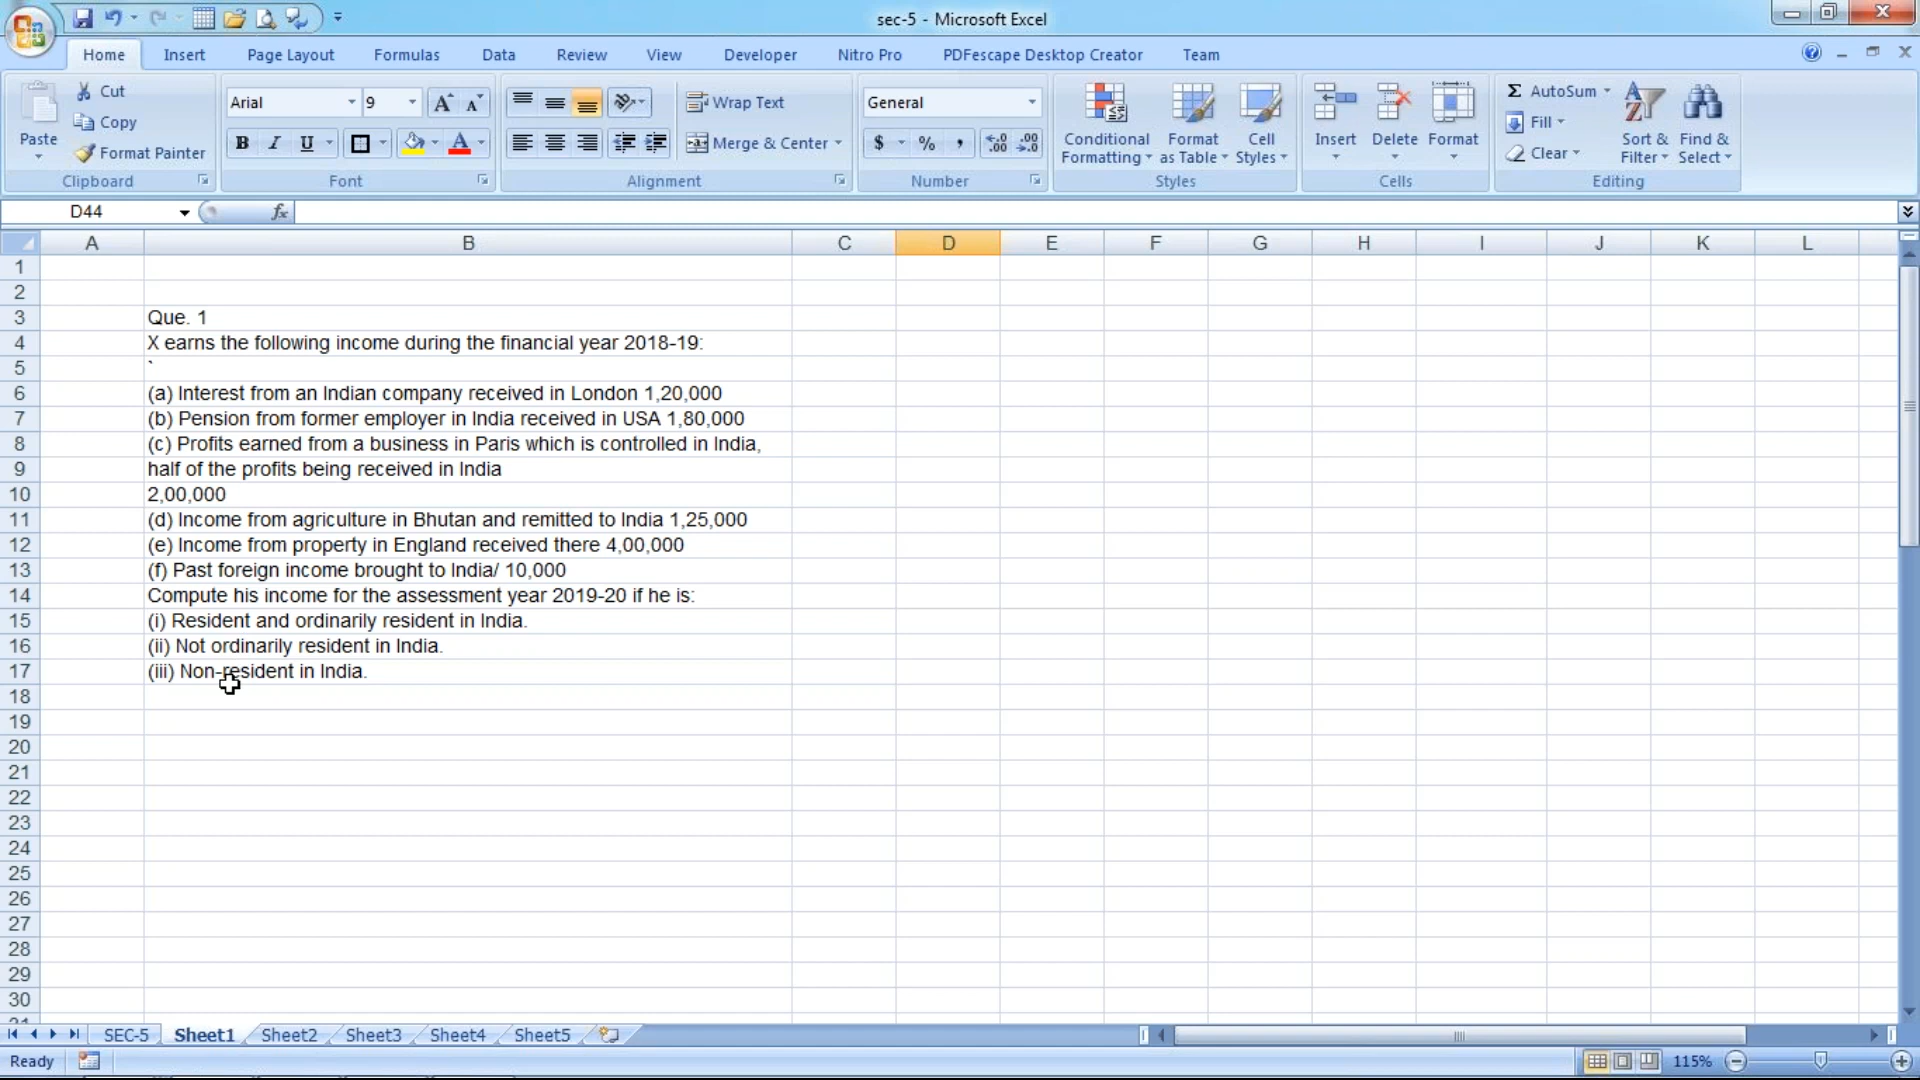 sec-5 - Microsoft Excel
Home Insert Page Layout Formulas Data Review View Developer Nitro Pro PDFescape Desktop Creator Team
Paste
Cut
Copy
Format Painter
Clipboard
Arial 9
B I U
Font
Wrap Text
Merge & Center
Alignment
General
$ % ,
Number
Conditional Formatting
Format as Table
Cell Styles
Styles
Insert Delete Format
Cells
Σ AutoSum
Fill
Clear
Sort & Filter
Find & Select
Editing
D44 fx
A B C D E F G H I J K L
1
2
3 Que. 1
4 X earns the following income during the financial year 2018-19:
5 `
6 (a) Interest from an Indian company received in London 1,20,000
7 (b) Pension from former employer in India received in USA 1,80,000
8 (c) Profits earned from a business in Paris which is controlled in India,
9 half of the profits being received in India
10 2,00,000
11 (d) Income from agriculture in Bhutan and remitted to India 1,25,000
12 (e) Income from property in England received there 4,00,000
13 (f) Past foreign income brought to India/ 10,000
14 Compute his income for the assessment year 2019-20 if he is:
15 (i) Resident and ordinarily resident in India.
16 (ii) Not ordinarily resident in India.
17 (iii) Non-resident in India.
18
19
20
21
22
23
24
25
26
27
28
29
30
SEC-5 Sheet1 Sheet2 Sheet3 Sheet4 Sheet5
Ready 115%